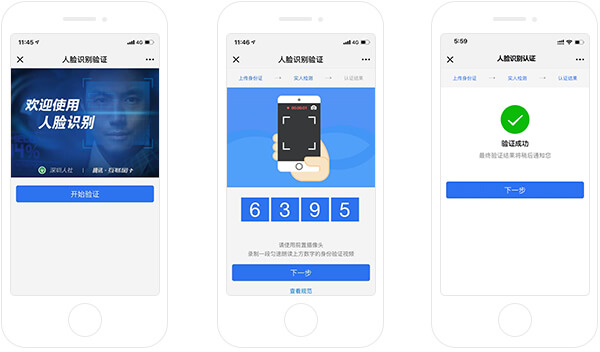 11:45
4G
人脸识别验证
欢迎使用
人脸识别
深圳人社
腾讯·互联网+
开始验证
11:46
4G
人脸识别验证
上传身份证
实人检测
认证结果
00:00:01
6395
请使用前置摄像头
录制一段匀速朗读上方数字的身份验证视频
下一步
查看规范
5:59
人脸识别认证
上传身份证
实人检测
认证结果
验证成功
最终验证结果将稍后通知您
下一步